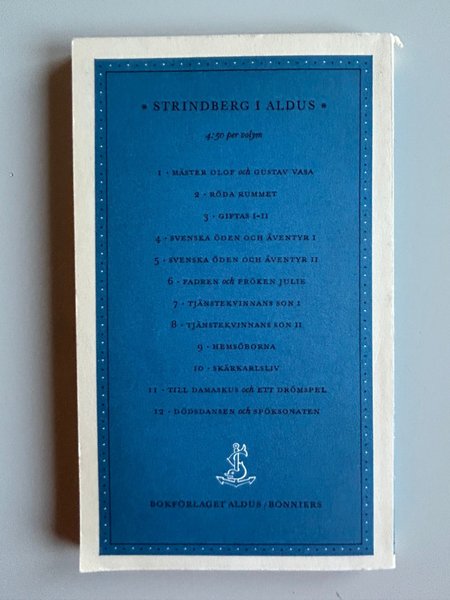 * STRINDBERG I ALDUS *
4:50 per volym
1 · MÄSTER OLOF och GUSTAV VASA
2 · RÖDA RUMMET
3 · GIFTAS I-II
4 · SVENSKA ÖDEN OCH ÄVENTYR I
5 · SVENSKA ÖDEN OCH ÄVENTYR II
6 · FADREN och FRÖKEN JULIE
7 · TJÄNSTEKVINNANS SON I
8 · TJÄNSTEKVINNANS SON II
9 · HEMSÖBORNA
10 · SKÄRKARLSLIV
11 · TILL DAMASKUS och ETT DRÖMSPEL
12 · DÖDSDANSEN och SPÖKSONATEN
BOKFÖRLAGET ALDUS / BONNIERS